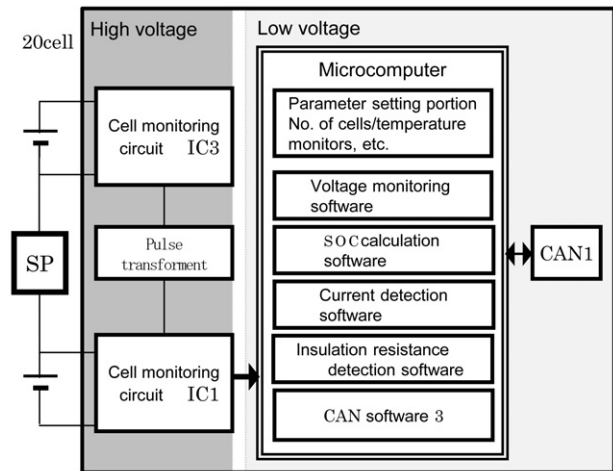 20cell
High voltage
Low voltage
Cell monitoring
circuit IC3
Pulse
transforment
SP
Cell monitoring
circuit IC1
Microcomputer
Parameter setting portion
No. of cells/temperature
monitors, etc.
Voltage monitoring
software
SOC calculation
software
Current detection
software
Insulation resistance
detection software
CAN software 3
CAN1